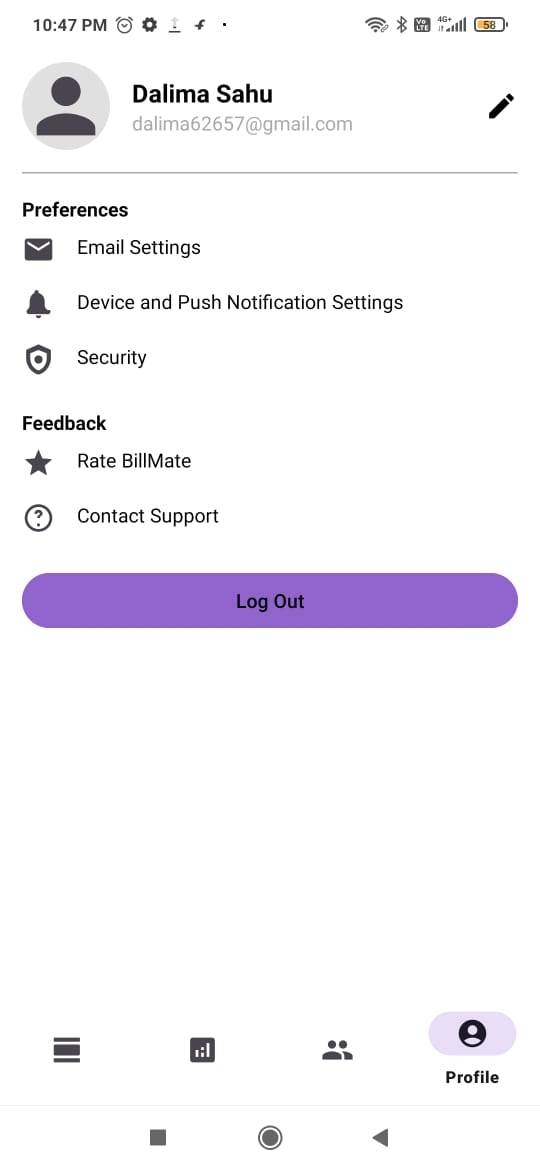 10:47 PM
Vo LTE 4G+ 58
Dalima Sahu
dalima62657@gmail.com
Preferences
Email Settings
Device and Push Notification Settings
Security
Feedback
Rate BillMate
Contact Support
Log Out
Profile